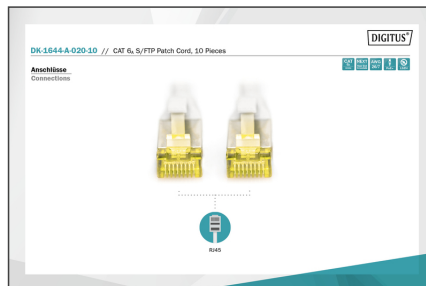 DIGITUS®
DK-1644-A-020-10 // CAT 6A S/FTP Patch Cord, 10 Pieces
Anschlüsse
Connections
RJ45